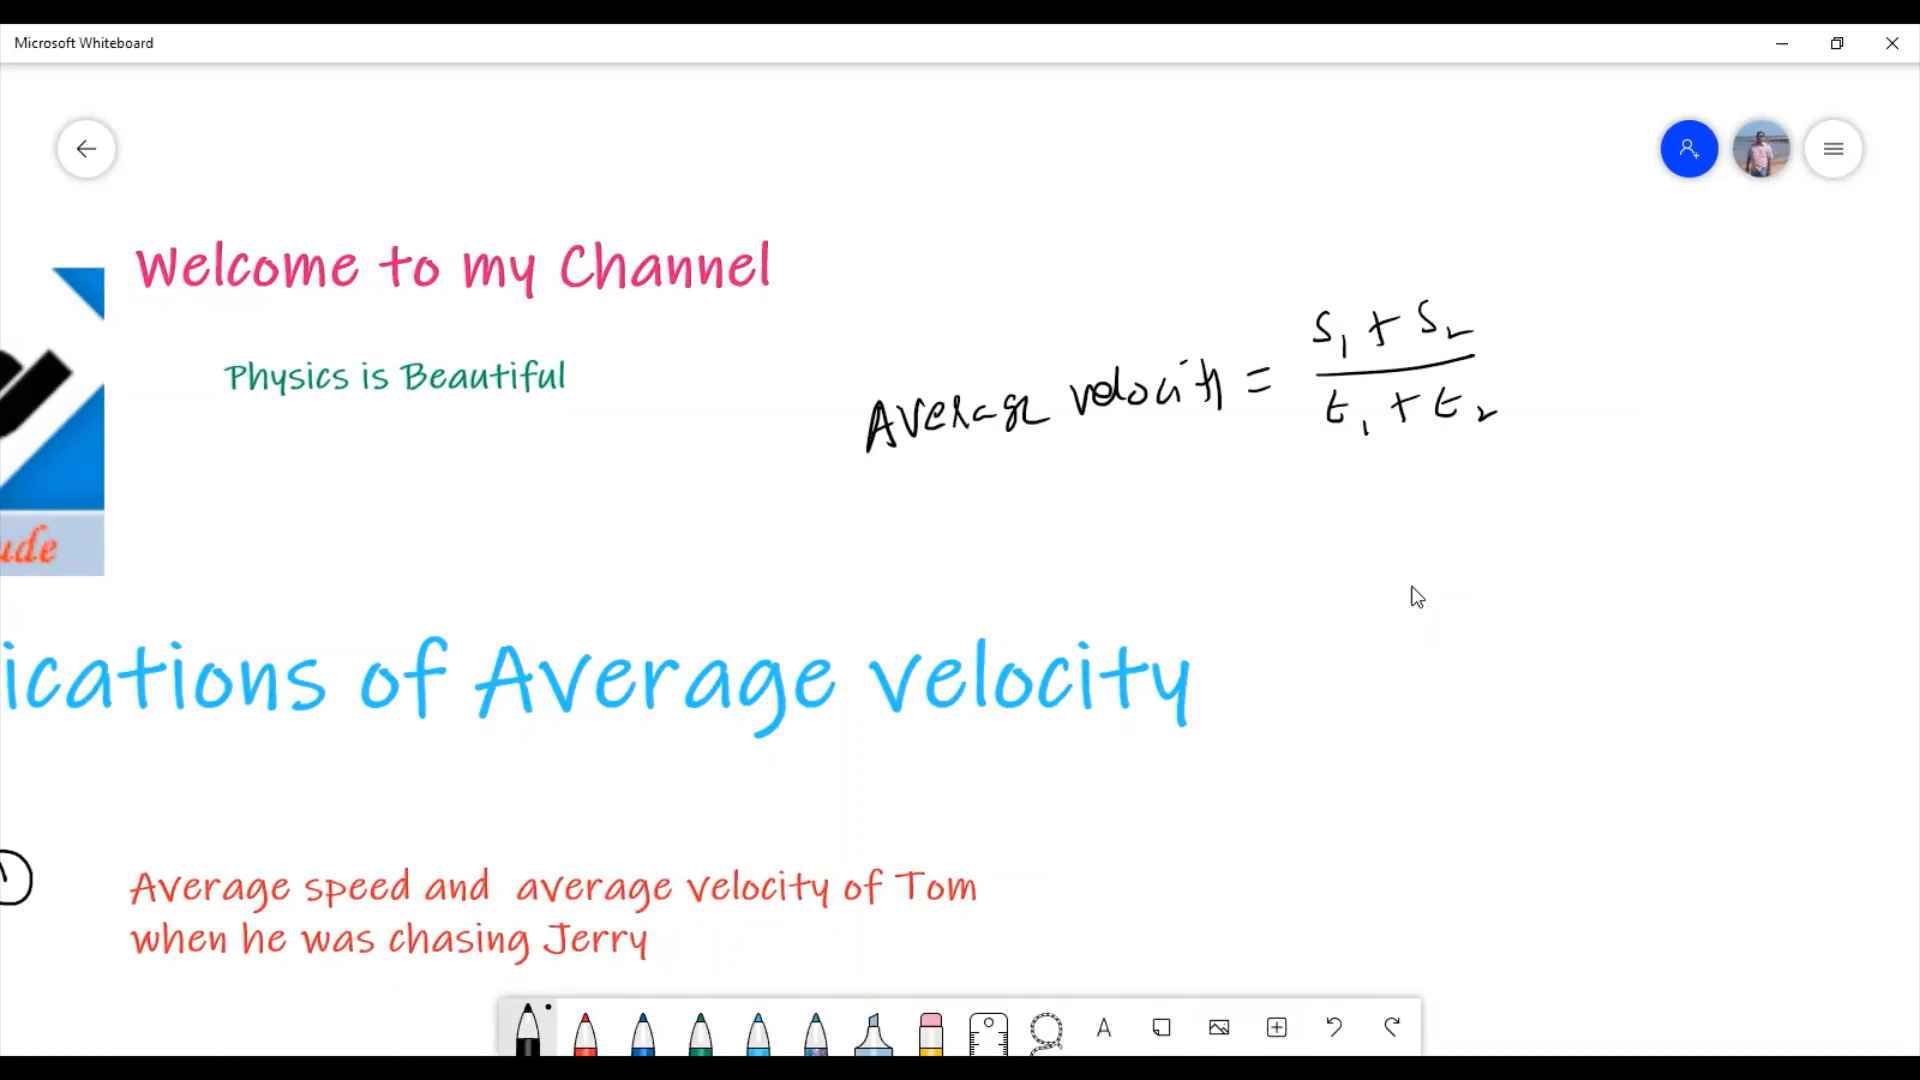 Microsoft Whiteboard
Welcome to my Channel
Physics is Beautiful
Average velocity = S₁ + S₂ / t₁ + t₂
ude
ications of Average velocity
Average speed and average velocity of Tom
when he was chasing Jerry
A